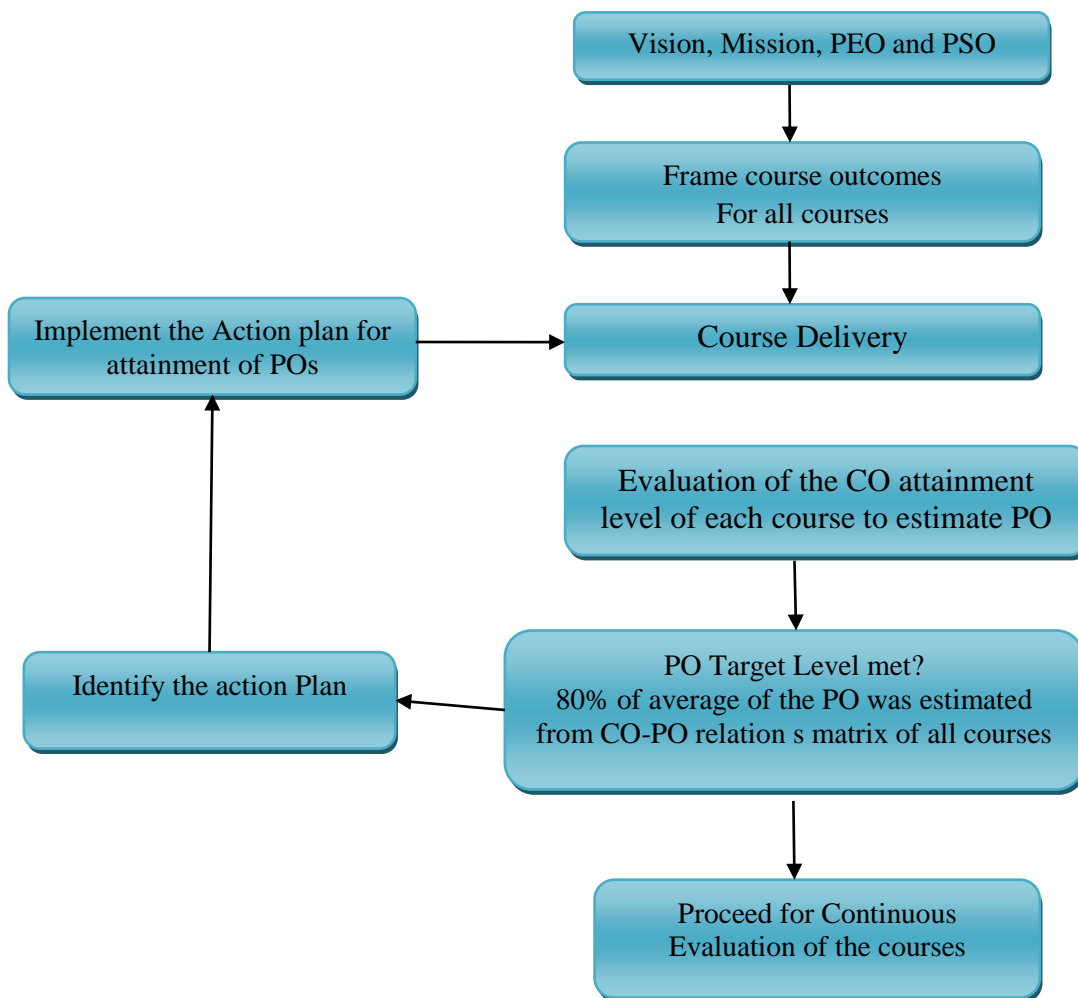 Vision, Mission, PEO and PSO
Frame course outcomes
For all courses
Implement the Action plan for
attainment of POs
Course Delivery
Evaluation of the CO attainment
level of each course to estimate PO
Identify the action Plan
PO Target Level met?
80% of average of the PO was estimated
from CO-PO relation s matrix of all courses
Proceed for Continuous
Evaluation of the courses